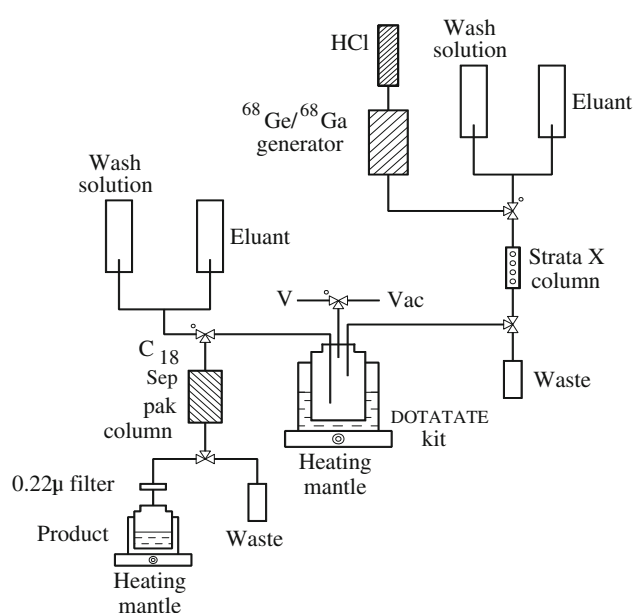 HCl
Wash
solution
Eluant
68Ge/68Ga
generator
Wash
solution
Eluant
Strata X
column
V
Vac
C18
Sep
pak
column
Waste
DOTATATE
kit
Heating
mantle
0.22µ filter
Product
Waste
Heating
mantle